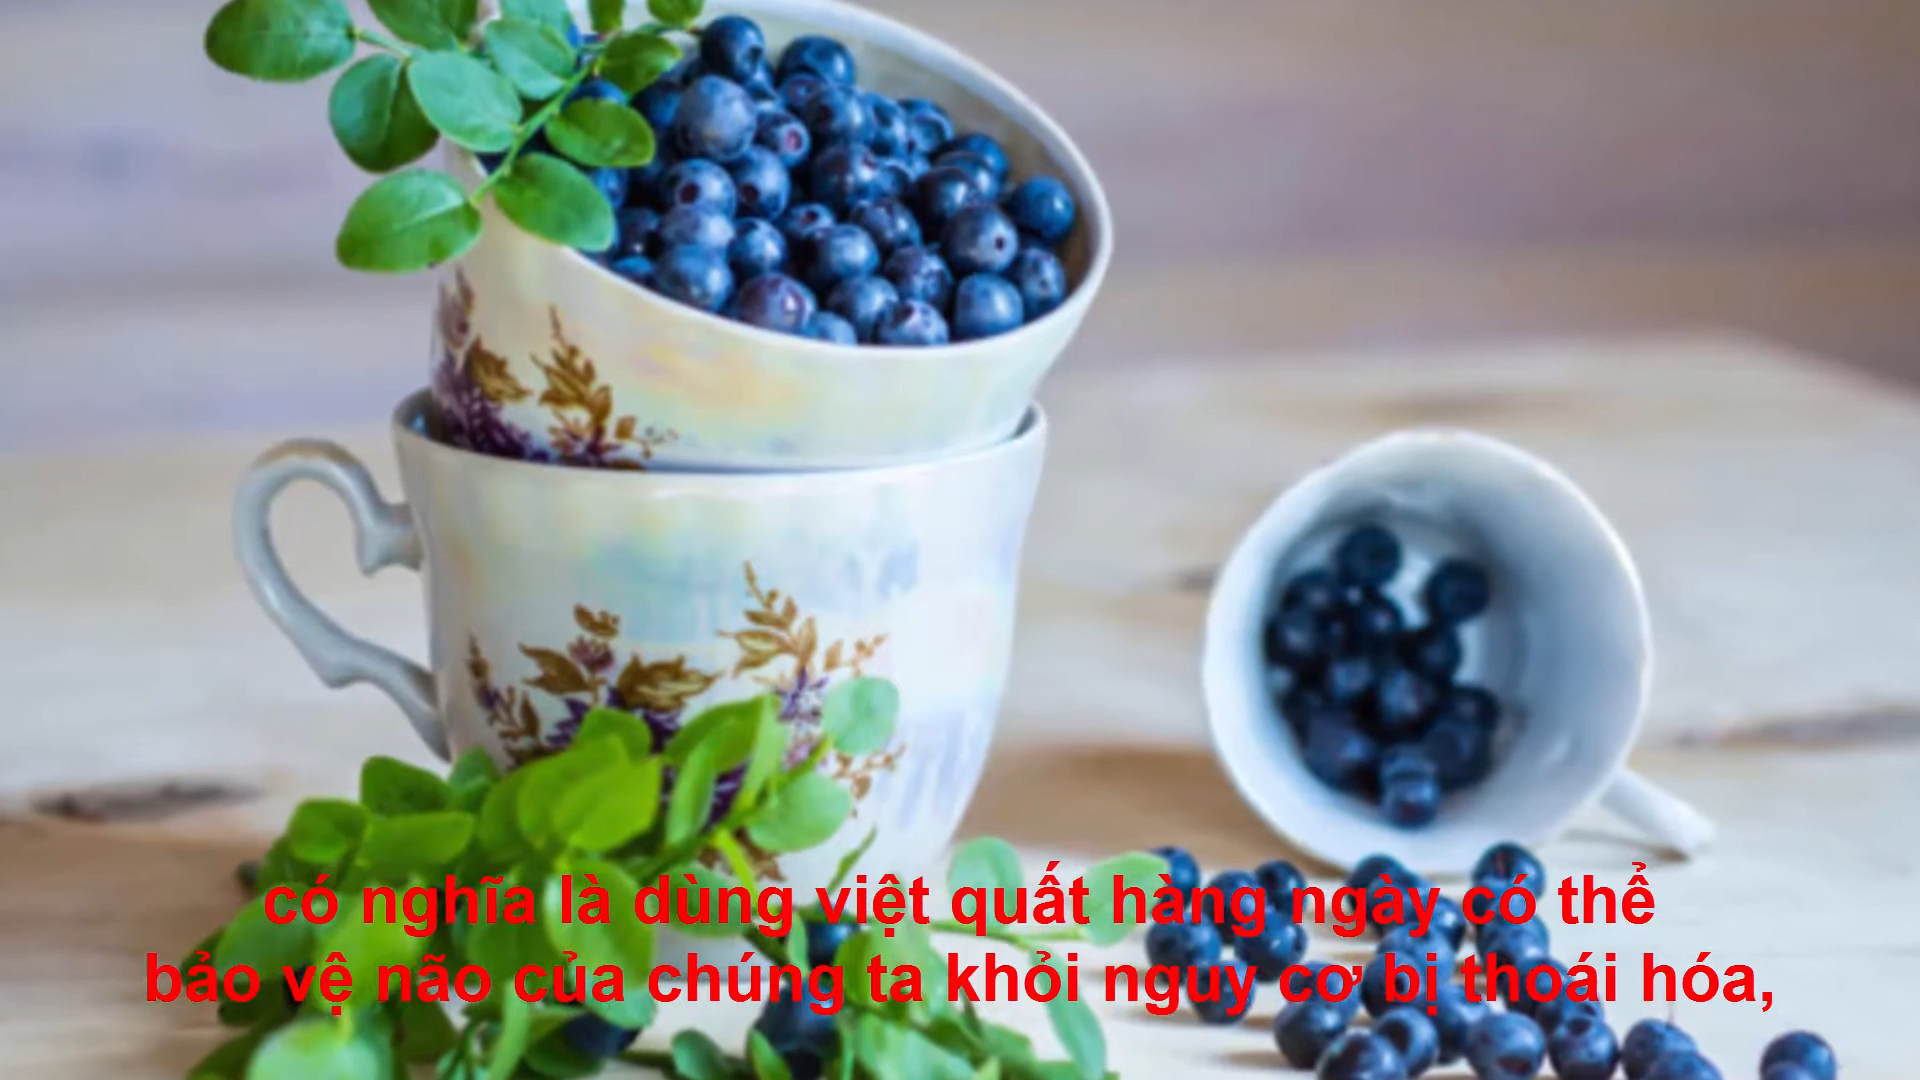 có nghĩa là dùng việt quất hàng ngày có thể
bảo vệ não của chúng ta khỏi nguy cơ bị thoái hóa,